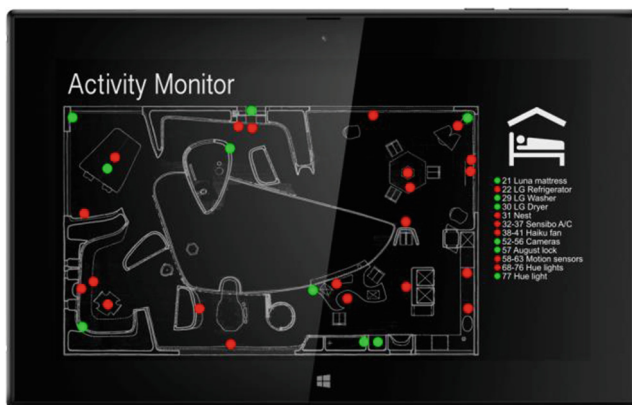 Activity Monitor
21 Luna mattress
22 LG Refrigerator
29 LG Washer
30 LG Dryer
31 Nest
32-37 Sensibo A/C
38-41 Haiku fan
52-56 Cameras
57 August lock
58-63 Motion sensors
68-76 Hue lights
77 Hue light